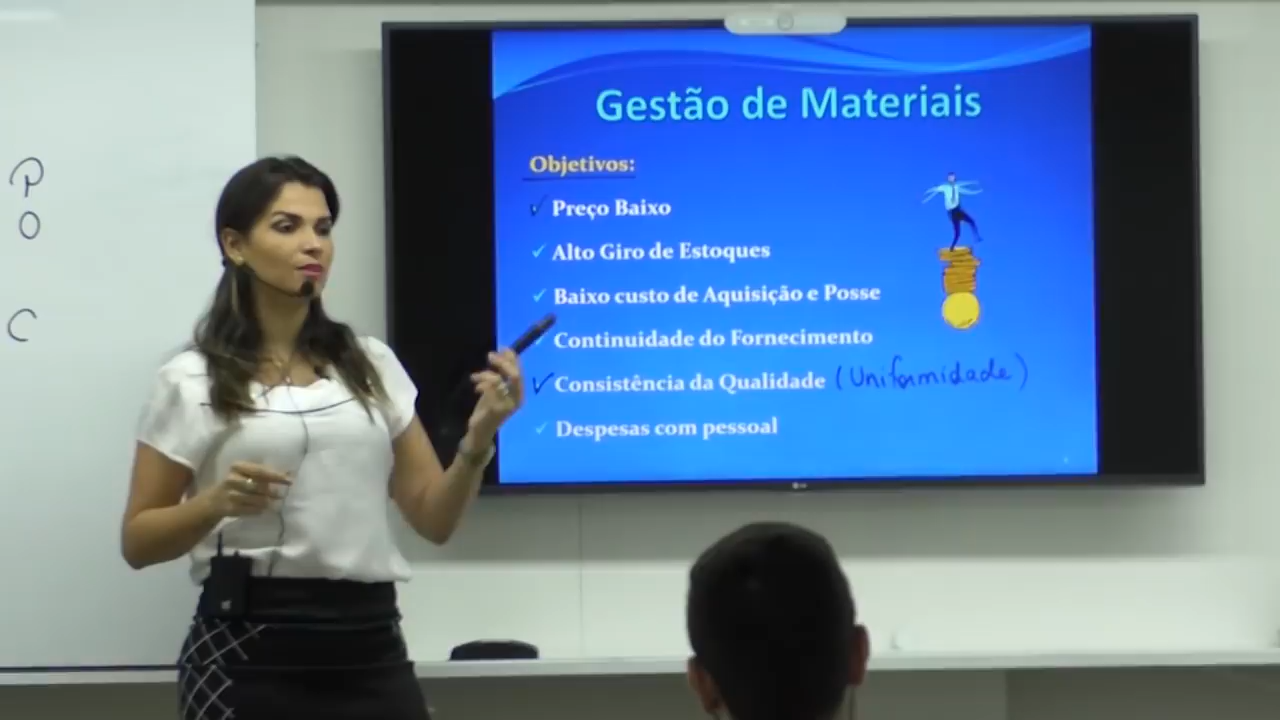 P
O
C
Gestão de Materiais
Objetivos:
Preço Baixo
Alto Giro de Estoques
Baixo custo de Aquisição e Posse
Continuidade do Fornecimento
Consistência da Qualidade (Uniformidade)
Despesas com pessoal
LG